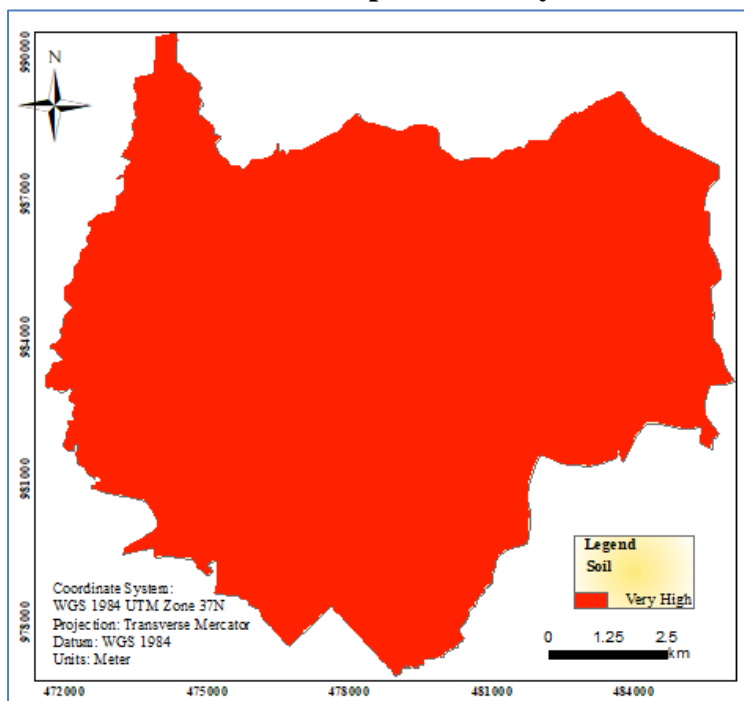 N
990000
987000
984000
981000
978000
Legend
Soil
Very High
Coordinate System:
WGS 1984 UTM Zone 37N
Projection: Transverse Mercator
Datum: WGS 1984
Units: Meter
0 1.25 2.5
km
472000 475000 478000 481000 484000